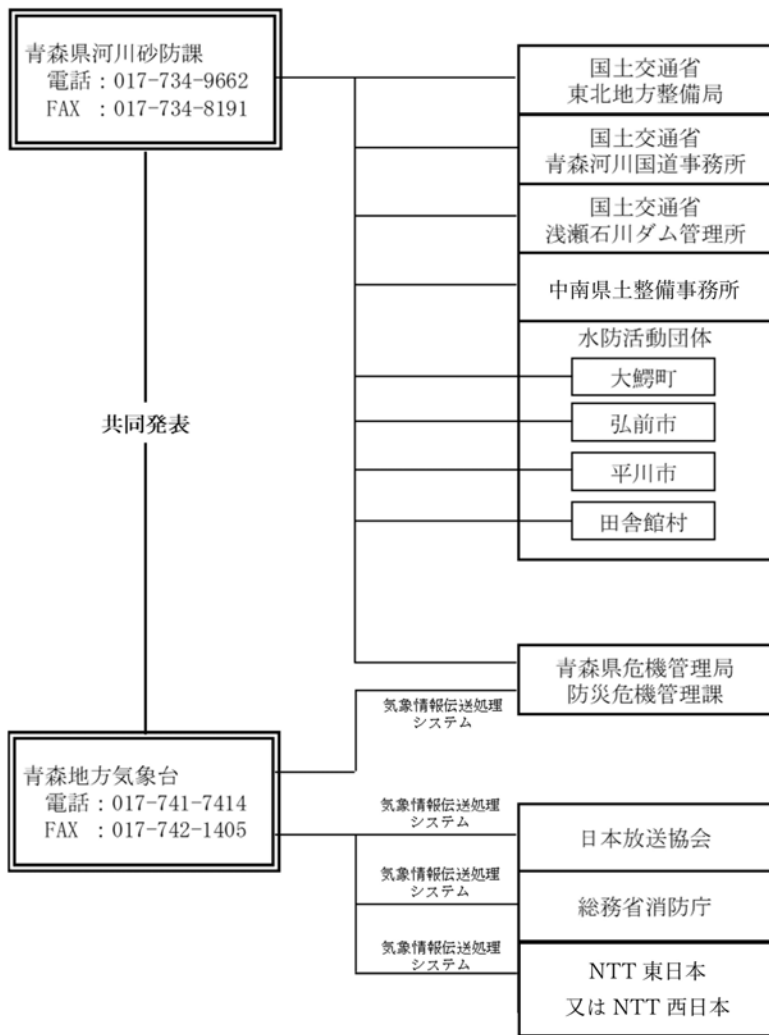 青森県河川砂防課
電話：017-734-9662
FAX ：017-734-8191
国土交通省
東北地方整備局
国土交通省
青森河川国道事務所
国土交通省
浅瀬石川ダム管理所
中南県土整備事務所
水防活動団体
大鰐町
弘前市
平川市
田舎館村
共同発表
青森県危機管理局
防災危機管理課
気象情報伝送処理
システム
青森地方気象台
電話：017-741-7414
FAX ：017-742-1405
気象情報伝送処理
システム
日本放送協会
気象情報伝送処理
システム
総務省消防庁
気象情報伝送処理
システム
NTT 東日本
又は NTT 西日本